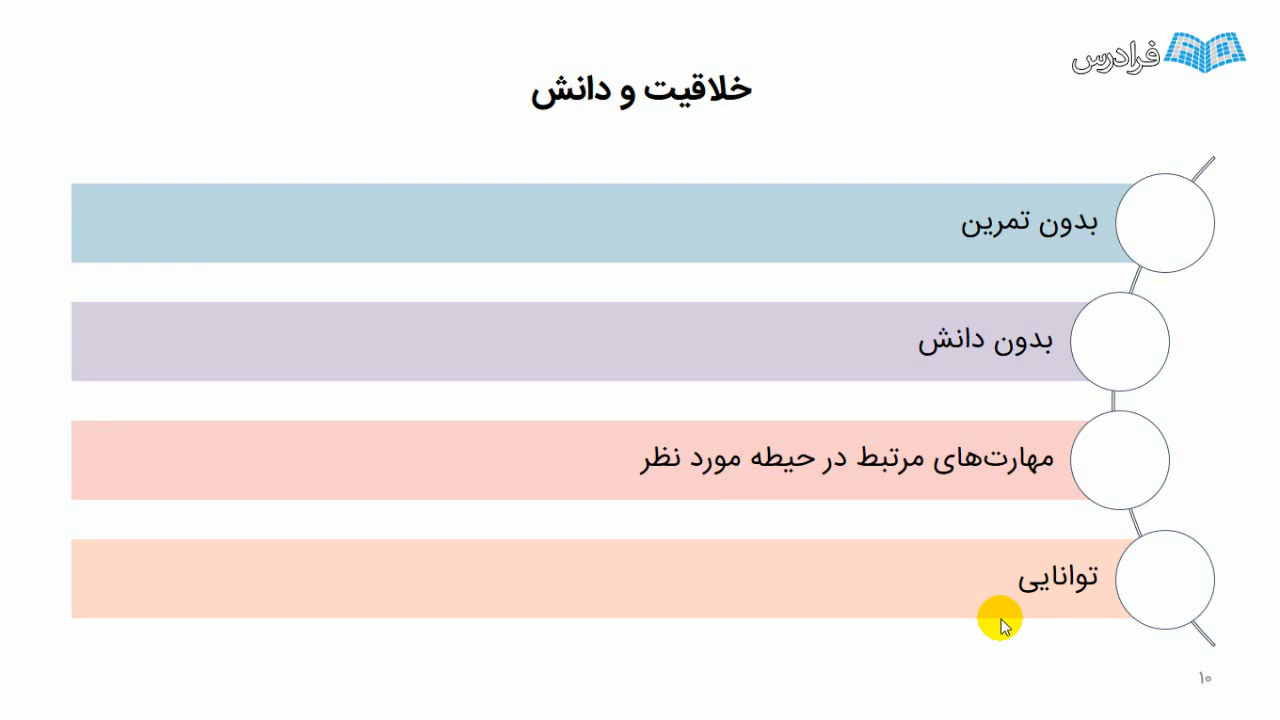 فرادرس
خلاقیت و دانش
بدون تمرین
بدون دانش
مهارت‌های مرتبط در حیطه مورد نظر
توانایی
۱۰